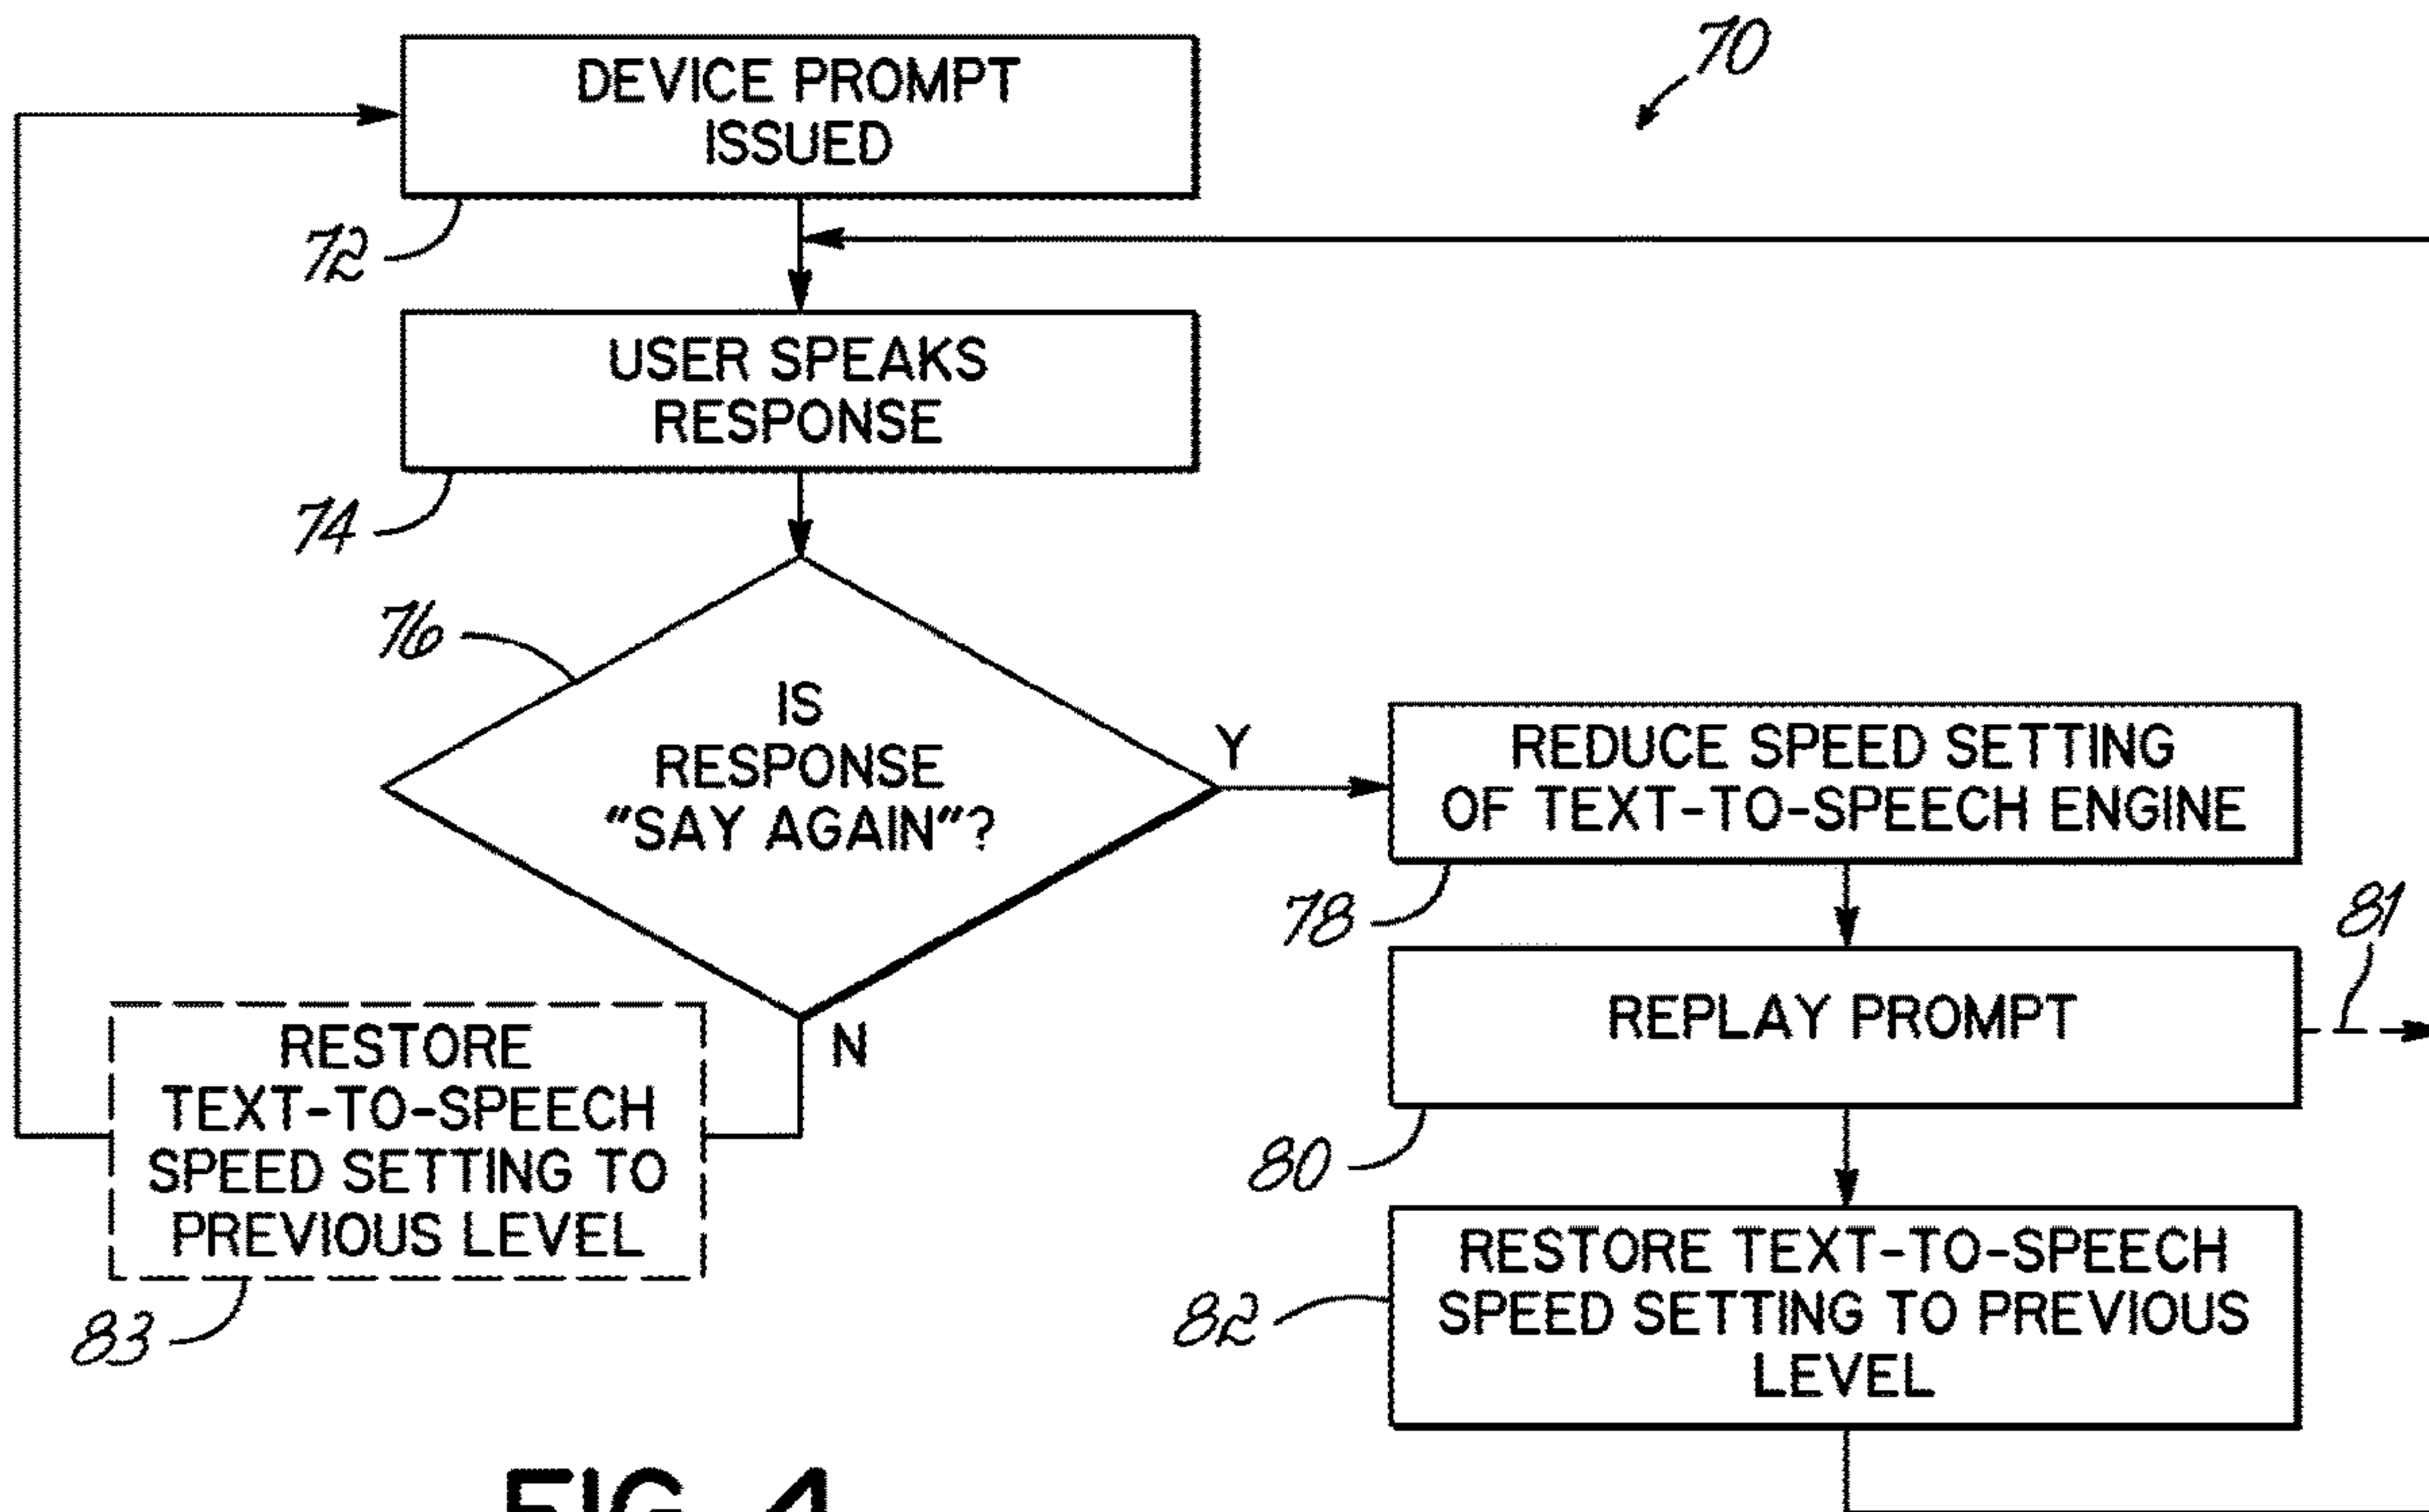 70
DEVICE PROMPT
ISSUED
72
USER SPEAKS
RESPONSE
74
76
IS
RESPONSE
"SAY AGAIN"?
Y
N
REDUCE SPEED SETTING
OF TEXT-TO-SPEECH ENGINE
78
81
REPLAY PROMPT
80
RESTORE TEXT-TO-SPEECH
SPEED SETTING TO PREVIOUS
LEVEL
82
RESTORE
TEXT-TO-SPEECH
SPEED SETTING TO
PREVIOUS LEVEL
83
FIG. 4